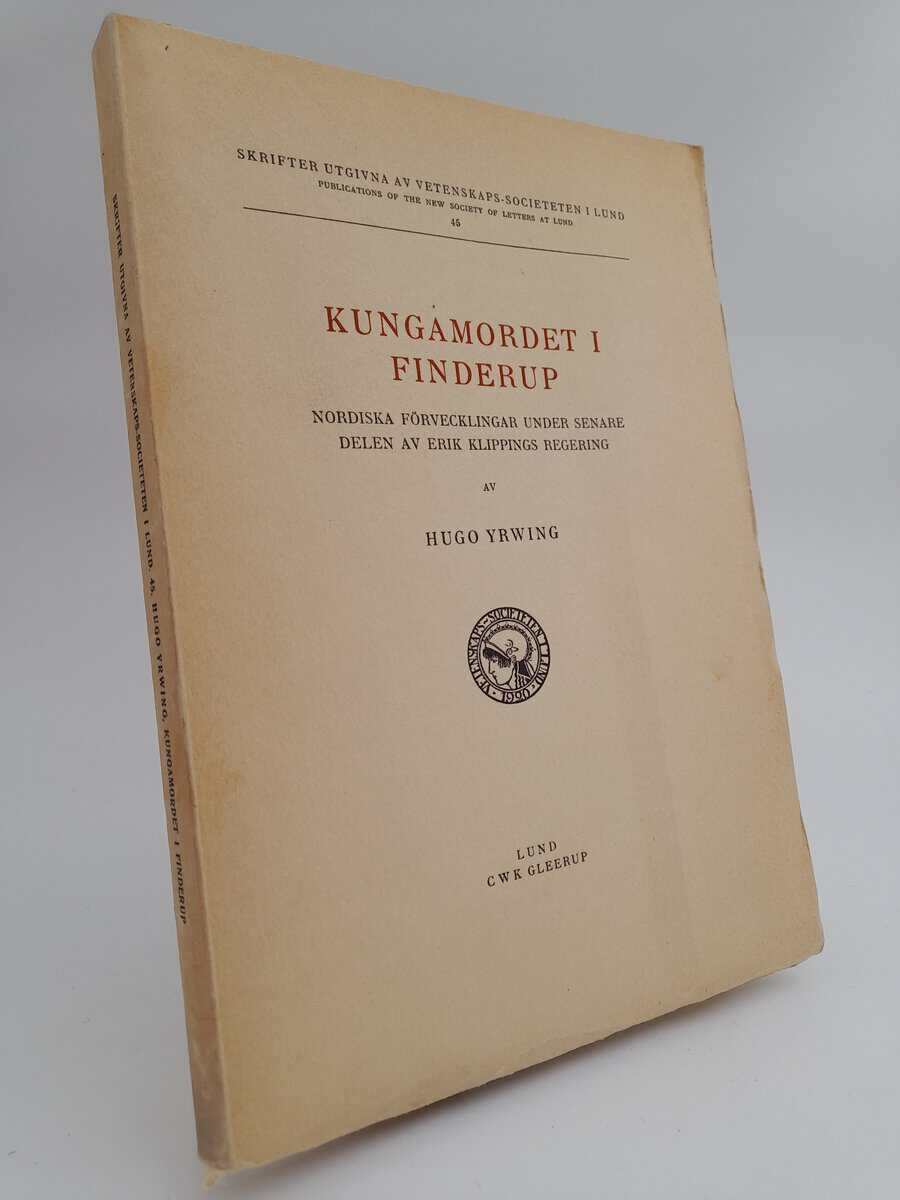 SKRIFTER UTGIVNA AV VETENSKAPS-SOCIETETEN I LUND
PUBLICATIONS OF THE NEW SOCIETY OF LETTERS AT LUND
45
KUNGAMORDET I
FINDERUP
NORDISKA FÖRVECKLINGAR UNDER SENARE
DELEN AV ERIK KLIPPINGS REGERING
AV
HUGO YRWING
VETENSKAPS-SOCIETETEN I LUND · 1920 ·
LUND
CWK GLEERUP
SKRIFTER UTGIVNA AV VETENSKAPS-SOCIETETEN I LUND. 45. HUGO YRWING, KUNGAMORDET I FINDERUP